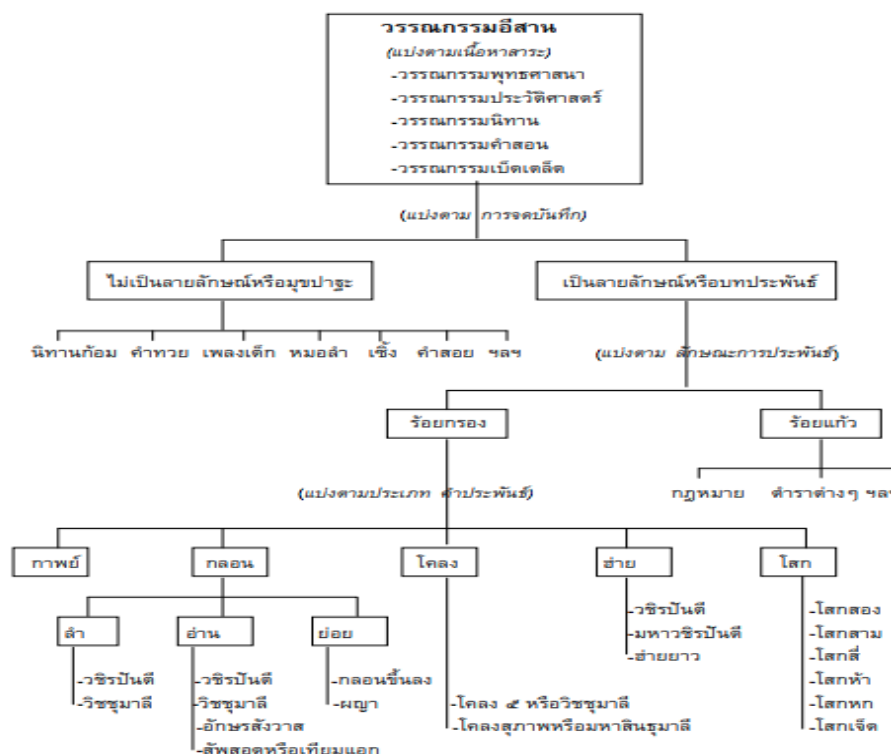 วรรณกรรมอีสาน
(แบ่งตามเนื้อหาสาระ)
-วรรณกรรมพุทธศาสนา
-วรรณกรรมประวัติศาสตร์
-วรรณกรรมนิทาน
-วรรณกรรมคำสอน
-วรรณกรรมเบ็ดเตล็ด
(แบ่งตาม การจดบันทึก)
ไม่เป็นลายลักษณ์หรือมุขปาฐะ
เป็นลายลักษณ์หรือบทประพันธ์
นิทานก้อม คำทวย เพลงเด็ก หมอลำ เซิ้ง คำสอย ฯลฯ
(แบ่งตาม ลักษณะการประพันธ์)
ร้อยกรอง
ร้อยแก้ว
(แบ่งตามประเภท คำประพันธ์)
กฎหมาย ตำราต่างๆ ฯลฯ
กาพย์
กลอน
โคลง
ฮ่าย
โสก
ลำ
อ่าน
ย่อย
-วชิรปันตี
-วิชชุมาลี
-วชิรปันตี
-วิชชุมาลี
-อักษรสังวาส
-สัพสอดหรือเทียมแอก
-กลอนขึ้นลง
-ผญา
-โคลง ๕ หรือวิชชุมาลี
-โคลงสุภาพหรือมหาสินธุมาลี
-วชิรปันตี
-มหาวชิรปันตี
-ฮ่ายยาว
-โสกสอง
-โสกสาม
-โสกสี่
-โสกห้า
-โสกหก
-โสกเจ็ด